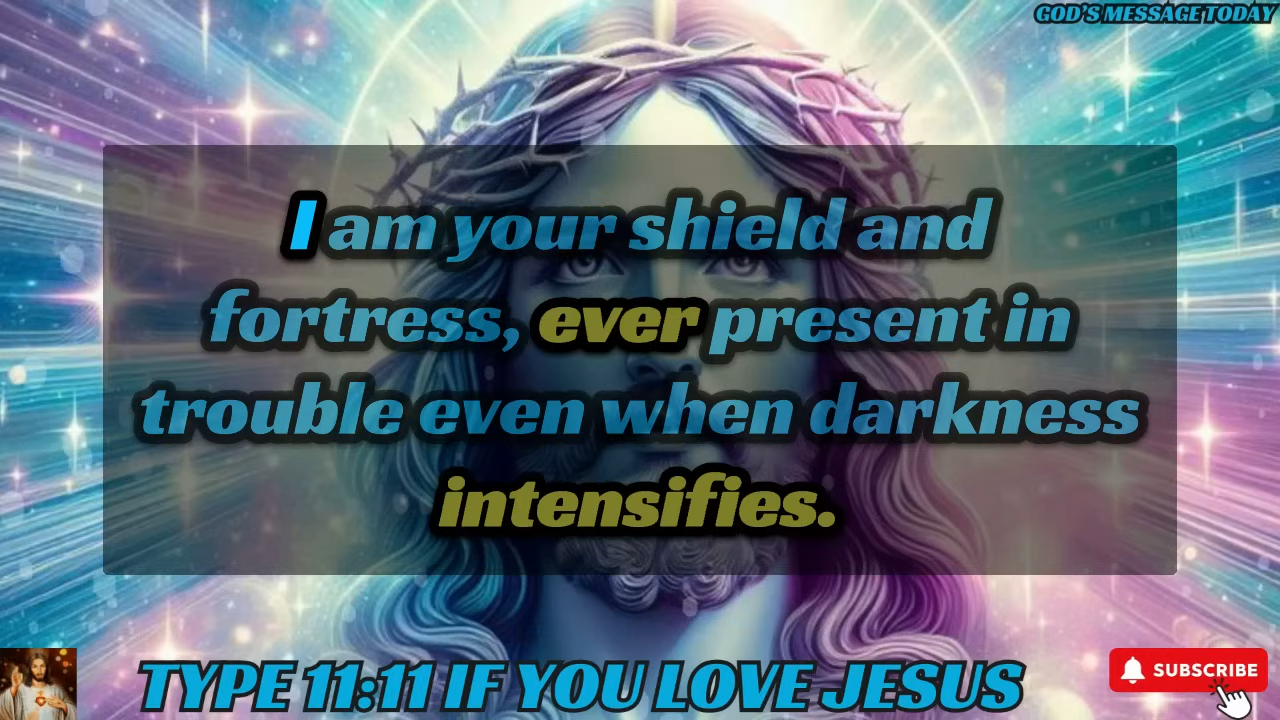 GOD'S MESSAGE TODAY
I am your shield and
fortress, ever present in
trouble even when darkness
intensifies.
TYPE 11:11 IF YOU LOVE JESUS
SUBSCRIBE